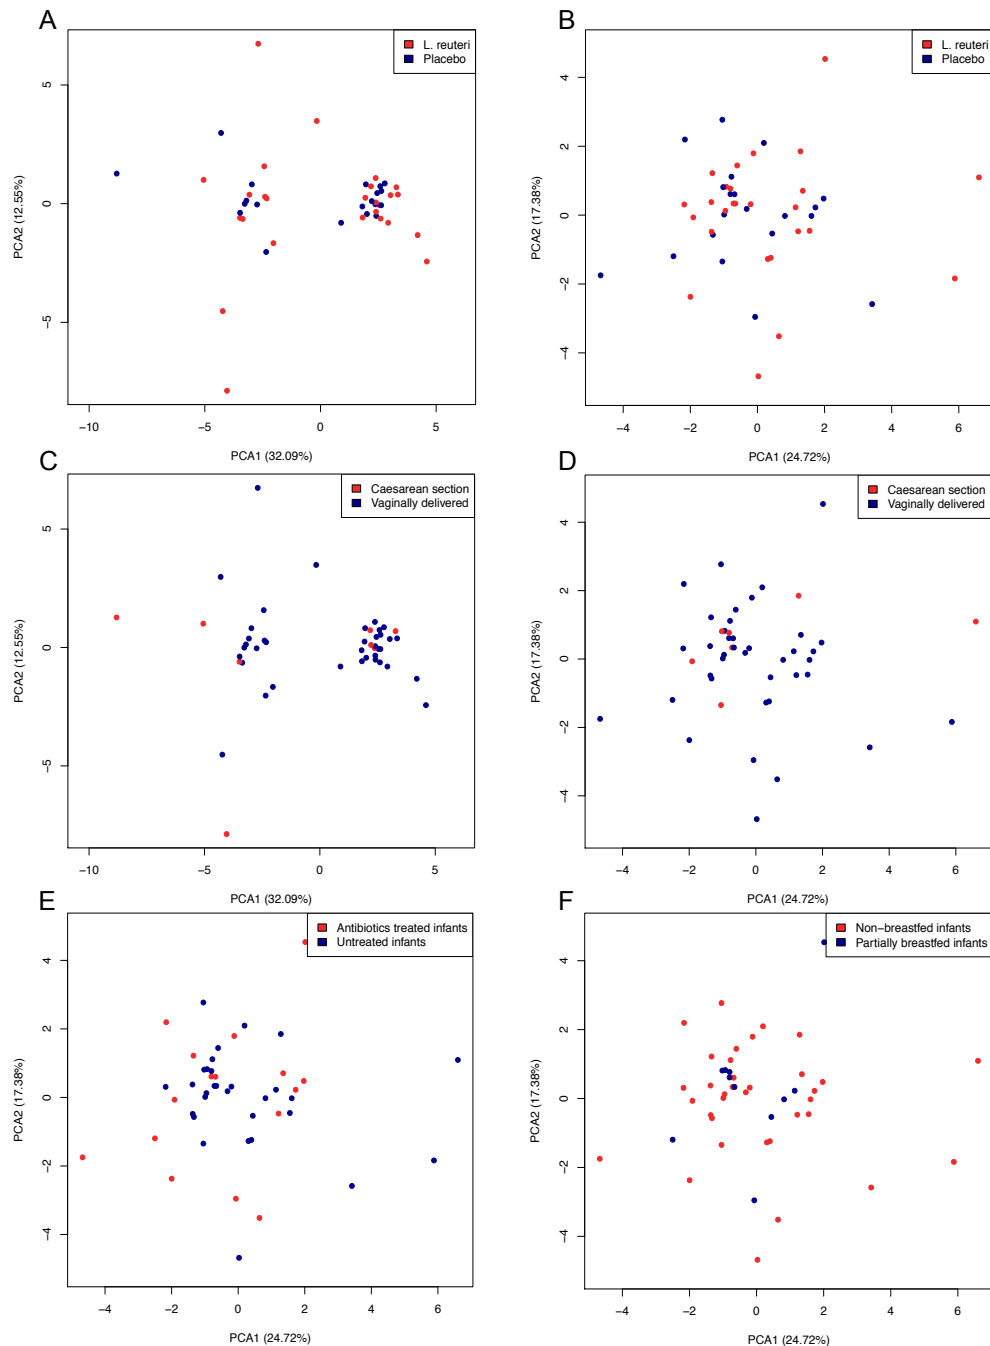 A
L. reuteri
Placebo
PCA2 (12.55%)
5
0
−5
−10
−5
0
5
PCA1 (32.09%)
B
L. reuteri
Placebo
PCA2 (17.38%)
4
2
0
−2
−4
−4
−2
0
2
4
6
PCA1 (24.72%)
C
Caesarean section
Vaginally delivered
PCA2 (12.55%)
5
0
−5
−10
−5
0
5
PCA1 (32.09%)
D
Caesarean section
Vaginally delivered
PCA2 (17.38%)
4
2
0
−2
−4
−4
−2
0
2
4
6
PCA1 (24.72%)
E
Antibiotics treated infants
Untreated infants
PCA2 (17.38%)
4
2
0
−2
−4
−4
−2
0
2
4
6
PCA1 (24.72%)
F
Non−breastfed infants
Partially breastfed infants
PCA2 (17.38%)
4
2
0
−2
−4
−4
−2
0
2
4
6
PCA1 (24.72%)